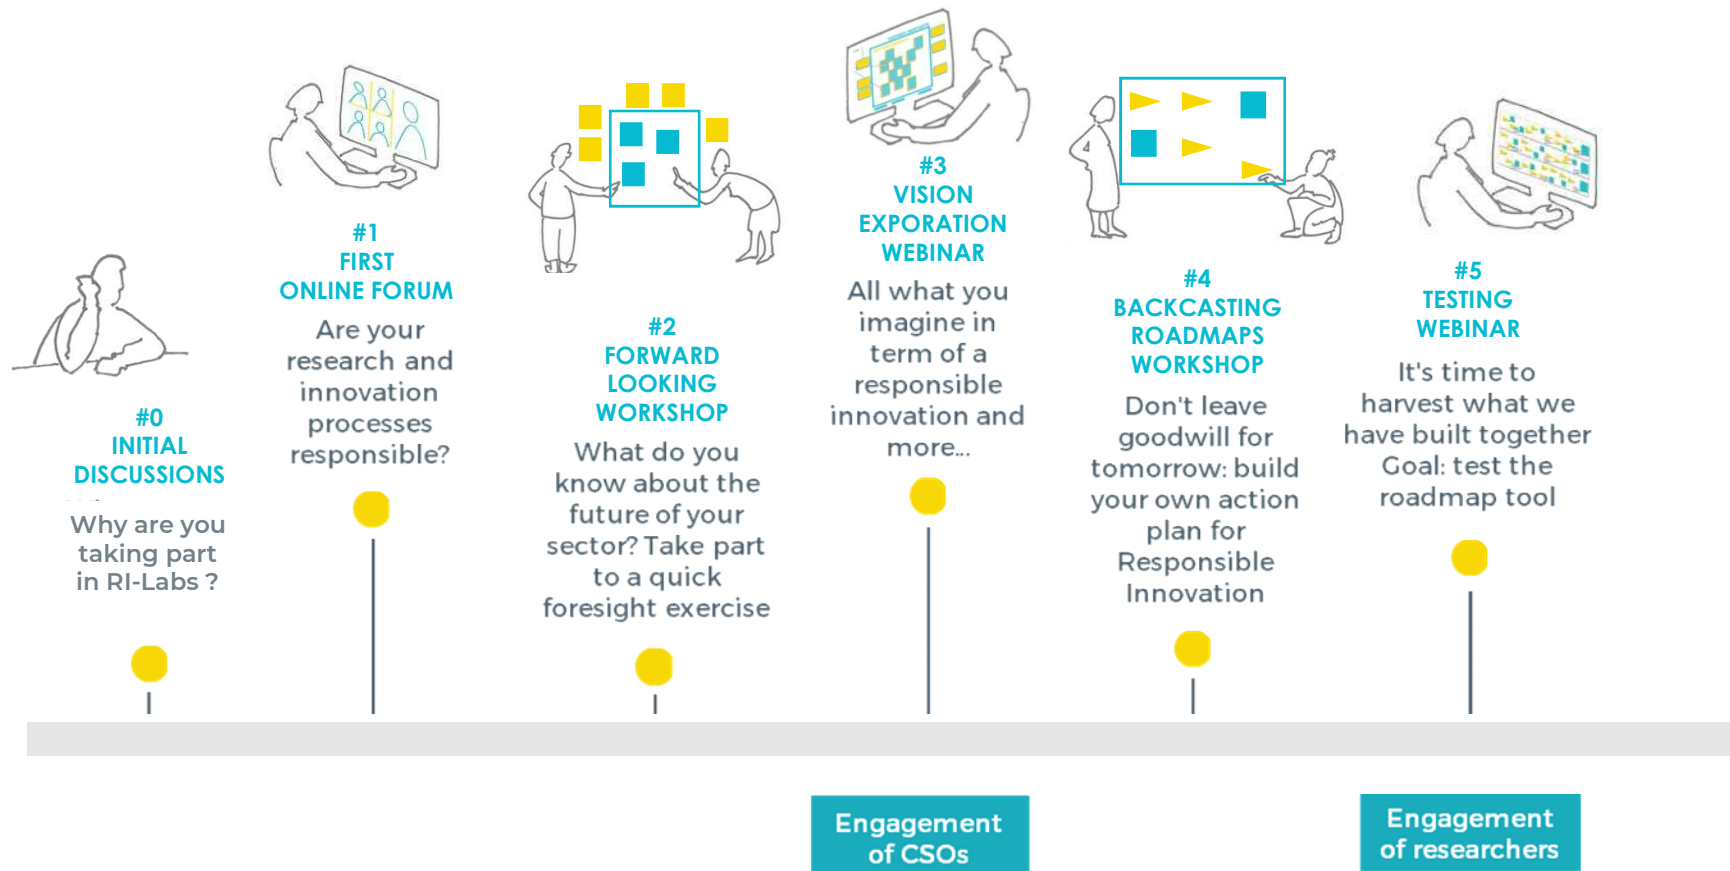 #0
INITIAL
DISCUSSIONS
Why are you
taking part
in RI-Labs ?
#1
FIRST
ONLINE FORUM
Are your
research and
innovation
processes
responsible?
#2
FORWARD
LOOKING
WORKSHOP
What do you
know about the
future of your
sector? Take part
to a quick
foresight exercise
#3
VISION
EXPORATION
WEBINAR
All what you
imagine in
term of a
responsible
innovation and
more...
#4
BACKCASTING
ROADMAPS
WORKSHOP
Don't leave
goodwill for
tomorrow: build
your own action
plan for
Responsible
Innovation
#5
TESTING
WEBINAR
It's time to
harvest what we
have built together
Goal: test the
roadmap tool
Engagement
of CSOs
Engagement
of researchers